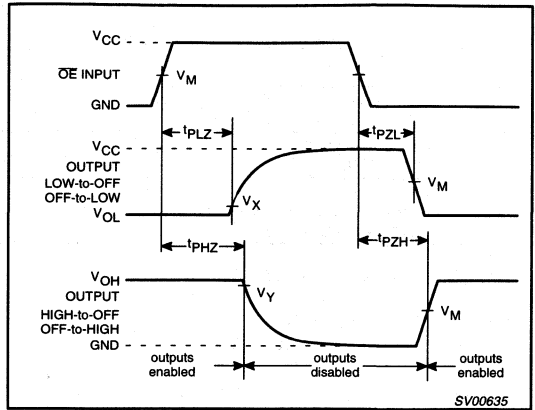 VCC
OE INPUT
VM
GND
tPLZ
tPZL
VCC
OUTPUT
LOW-to-OFF
OFF-to-LOW
VOL
VX
VM
tPHZ
tPZH
VOH
OUTPUT
HIGH-to-OFF
OFF-to-HIGH
GND
VY
VM
outputs
enabled
outputs
disabled
outputs
enabled
SV00635